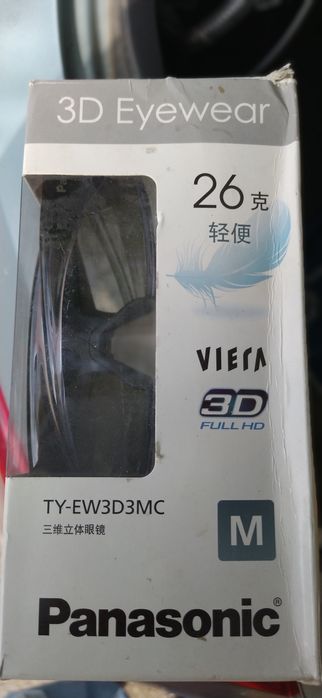 3D Eyewear
26克
轻便
VIERA
3D
FULL HD
TY-EW3D3MC
三维立体眼镜
M
Panasonic®